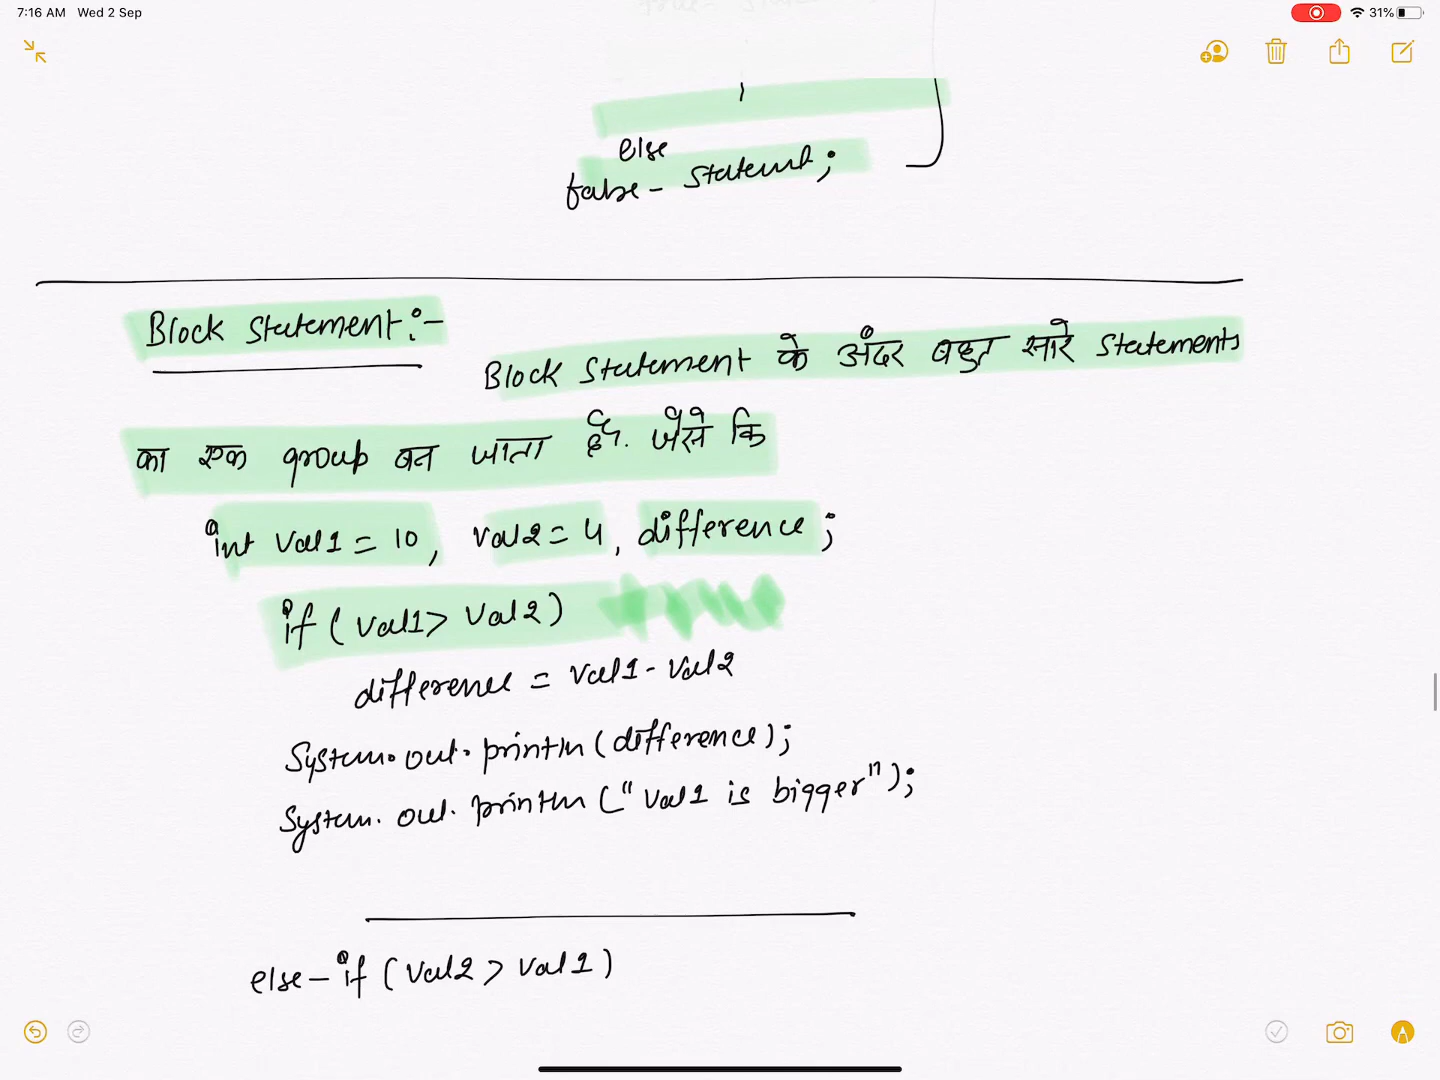 7:16 AM Wed 2 Sep
31%
else
false- statement;
Block statement:-
Block statement के अंदर बहुत सारे statements
का एक group बन जाता है. जैसे कि
int val1 = 10, val2 = 4, difference;
if (val1 > val2)
difference = val1 - val2
System.out.println(difference);
System.out.println("val1 is bigger");
else-if (val2 > val1)